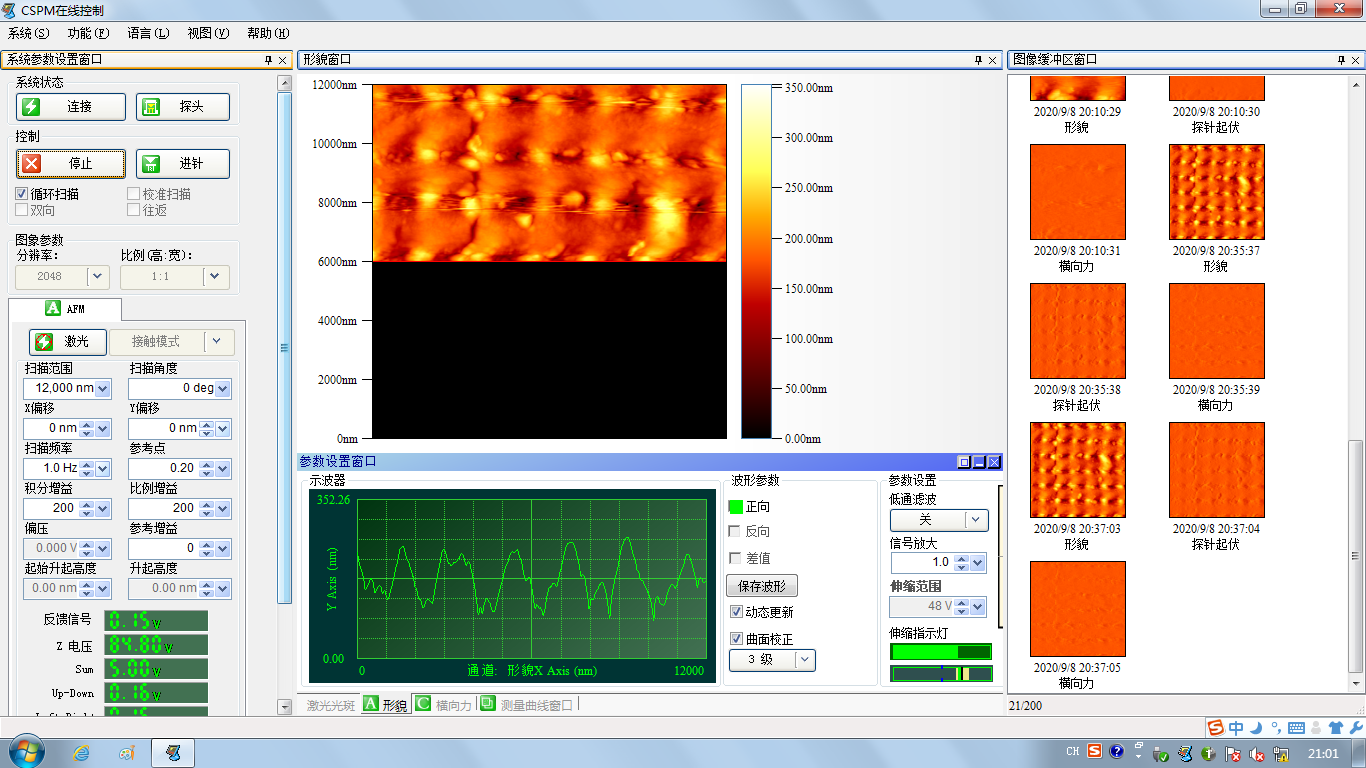 CSPM在线控制
系统(S) 功能(F) 语言(L) 视图(V) 帮助(H)
系统参数设置窗口
系统状态
连接 探头
控制
停止 进针
循环扫描 校准扫描
双向 往返
图象参数
分辨率: 比例(高:宽):
2048 1:1
AFM
激光 接触模式
扫描范围 扫描角度
12,000 nm 0 deg
X偏移 Y偏移
0 nm 0 nm
扫描频率 参考点
1.0 Hz 0.20
积分增益 比例增益
200 200
偏压 参考增益
0.000 V 0
起始升起高度 升起高度
0.00 nm 0.00 nm
反馈信号 0.15 V
Z 电压 84.80 V
Sum 5.00 V
Up-Down 0.16 V
形貌窗口
12000nm
10000nm
8000nm
6000nm
4000nm
2000nm
0nm
350.00nm
300.00nm
250.00nm
200.00nm
150.00nm
100.00nm
50.00nm
0.00nm
参数设置窗口
示波器
352.26
Y Axis (nm)
0.00
0 通道: 形貌X Axis (nm) 12000
波形参数
正向
反向
差值
保存波形
动态更新
曲面校正
3 级
参数设置
低通滤波
关
信号放大
1.0
伸缩范围
48 V
伸缩指示灯
激光光斑 A 形貌 C 横向力 测量曲线窗口
图像缓冲区窗口
2020/9/8 20:10:29 2020/9/8 20:10:30
形貌 探针起伏
2020/9/8 20:10:31 2020/9/8 20:35:37
横向力 形貌
2020/9/8 20:35:38 2020/9/8 20:35:39
探针起伏 横向力
2020/9/8 20:37:03 2020/9/8 20:37:04
形貌 探针起伏
2020/9/8 20:37:05
横向力
21/200
中
CH 21:01